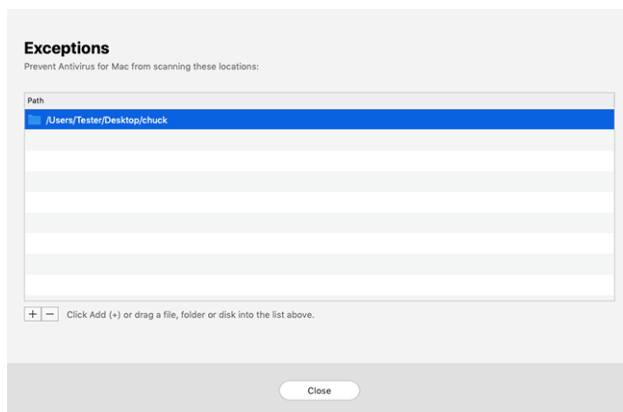 Exceptions
Prevent Antivirus for Mac from scanning these locations:
Path
/Users/Tester/Desktop/chuck
+ − Click Add (+) or drag a file, folder or disk into the list above.
Close